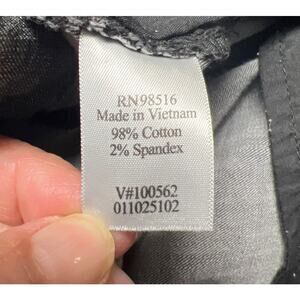 RN98516
Made in Vietnam
98% Cotton
2% Spandex
V#100562
011025102